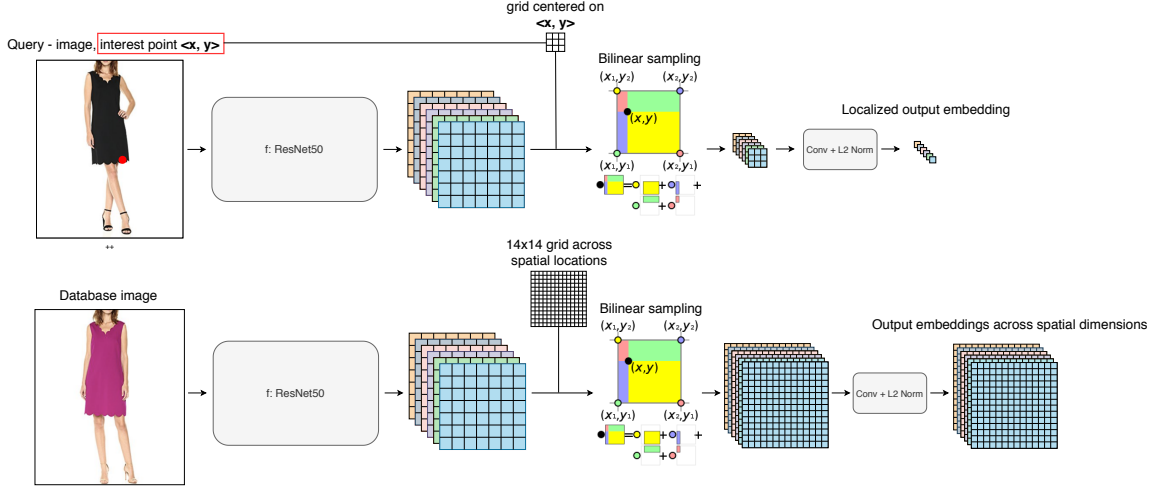 grid centered on
<x, y>
Query - image, interest point <x, y>
Bilinear sampling
(x₁,y₂) (x₂,y₂)
(x,y)
(x₁,y₁) (x₂,y₁)
= + +
+
f: ResNet50
Conv + L2 Norm
Localized output embedding
++
14x14 grid across
spatial locations
Database image
Bilinear sampling
(x₁,y₂) (x₂,y₂)
(x,y)
(x₁,y₁) (x₂,y₁)
= + +
+
f: ResNet50
Conv + L2 Norm
Output embeddings across spatial dimensions